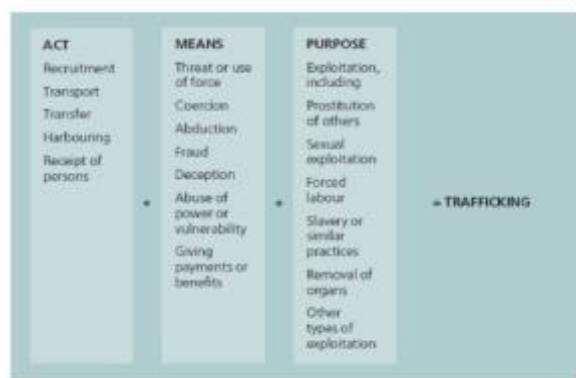 ACT
Recruitment
Transport
Transfer
Harbouring
Receipt of
persons
+
MEANS
Threat or use
of force
Coercion
Abduction
Fraud
Deception
Abuse of
power or
vulnerability
Giving
payments or
benefits
+
PURPOSE
Exploitation,
including
Prostitution
of others
Sexual
exploitation
Forced
labour
Slavery or
similar
practices
Removal of
organs
Other
types of
exploitation
= TRAFFICKING